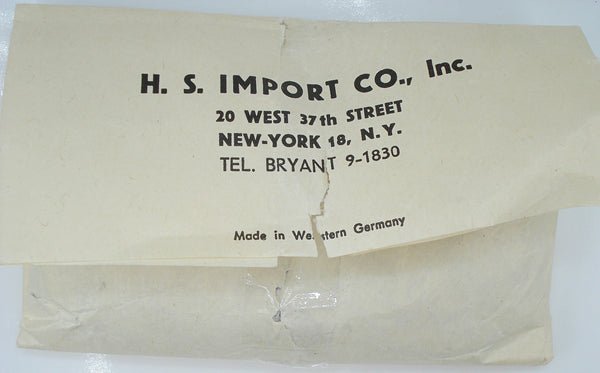 H. S. IMPORT CO., Inc.
20 WEST 37th STREET
NEW-YORK 18, N.Y.
TEL. BRYANT 9-1830
Made in Western Germany